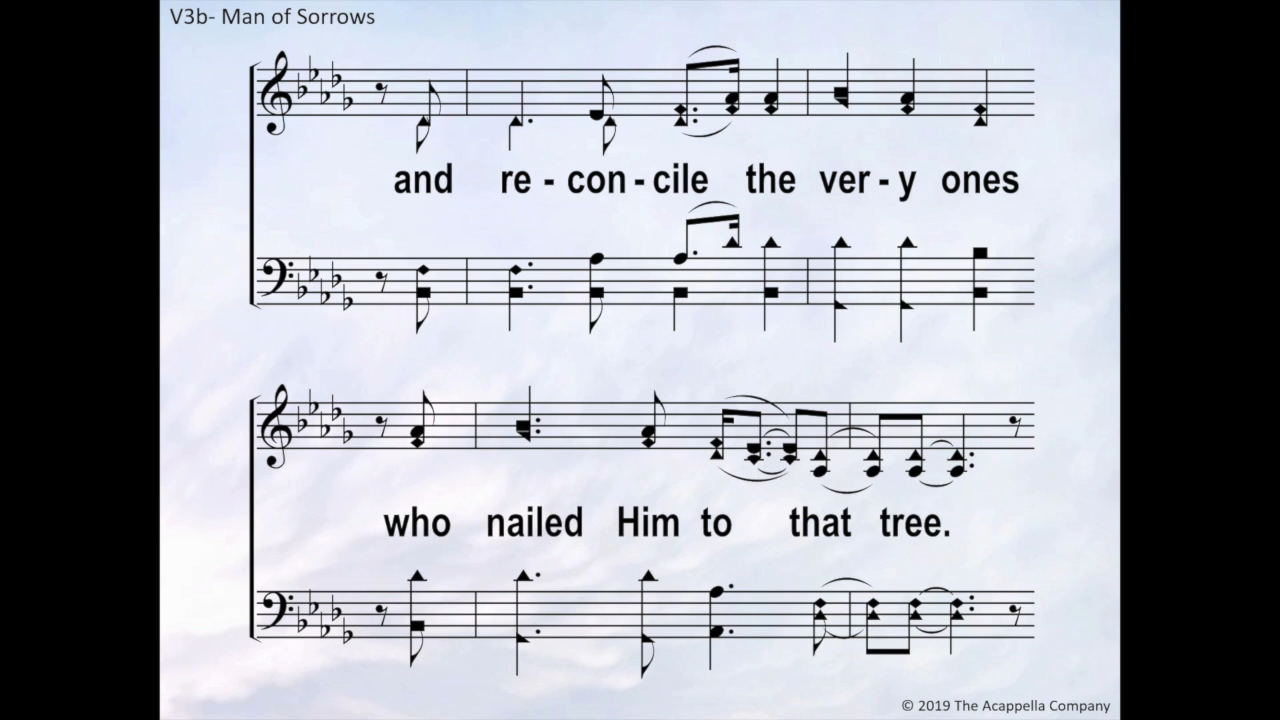 V3b- Man of Sorrows
and re - con - cile the ver - y ones
who nailed Him to that tree.
© 2019 The Acappella Company